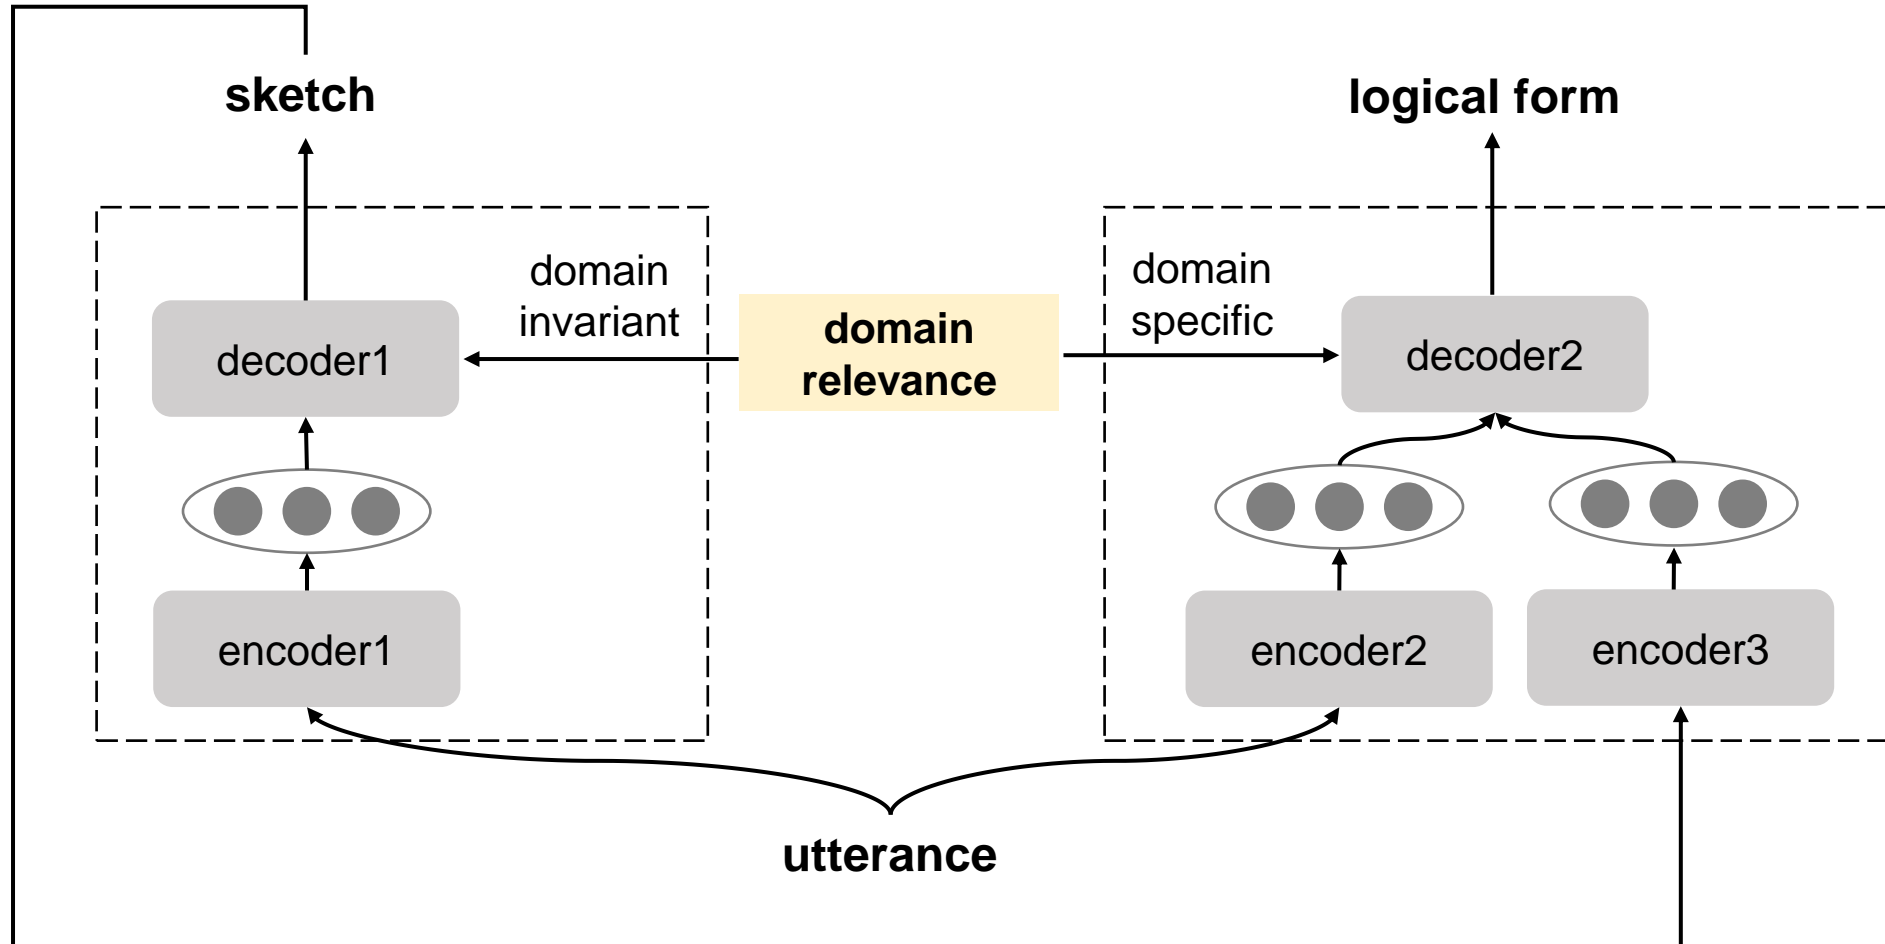 sketch
logical form
domain
invariant
domain
relevance
domain
specific
decoder1
decoder2
encoder1
encoder2
encoder3
utterance